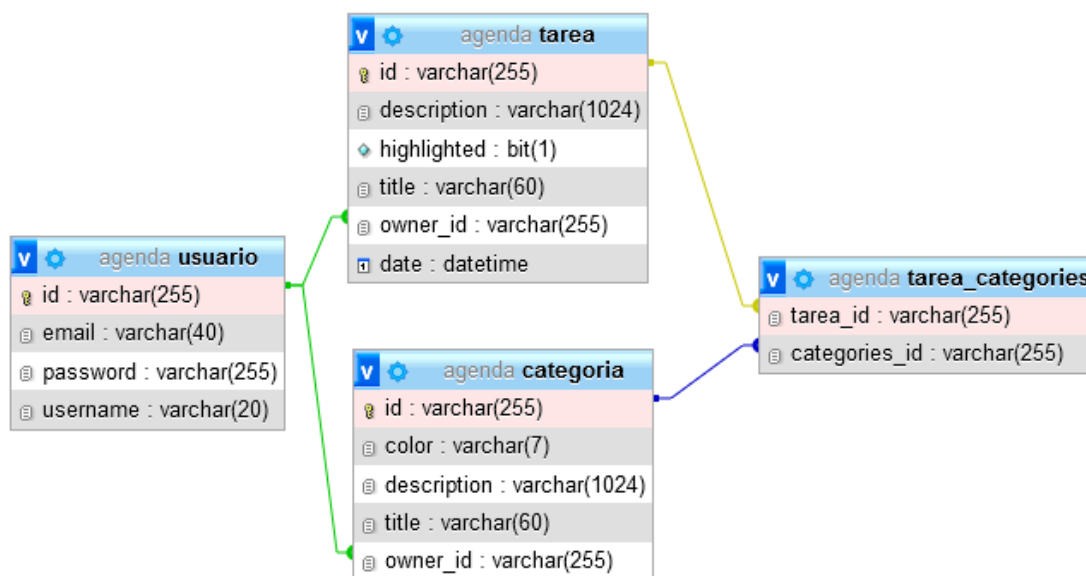 v agenda tarea
id : varchar(255)
description : varchar(1024)
highlighted : bit(1)
title : varchar(60)
owner_id : varchar(255)
date : datetime
v agenda usuario
id : varchar(255)
email : varchar(40)
password : varchar(255)
username : varchar(20)
v agenda categoria
id : varchar(255)
color : varchar(7)
description : varchar(1024)
title : varchar(60)
owner_id : varchar(255)
v agenda tarea_categories
tarea_id : varchar(255)
categories_id : varchar(255)